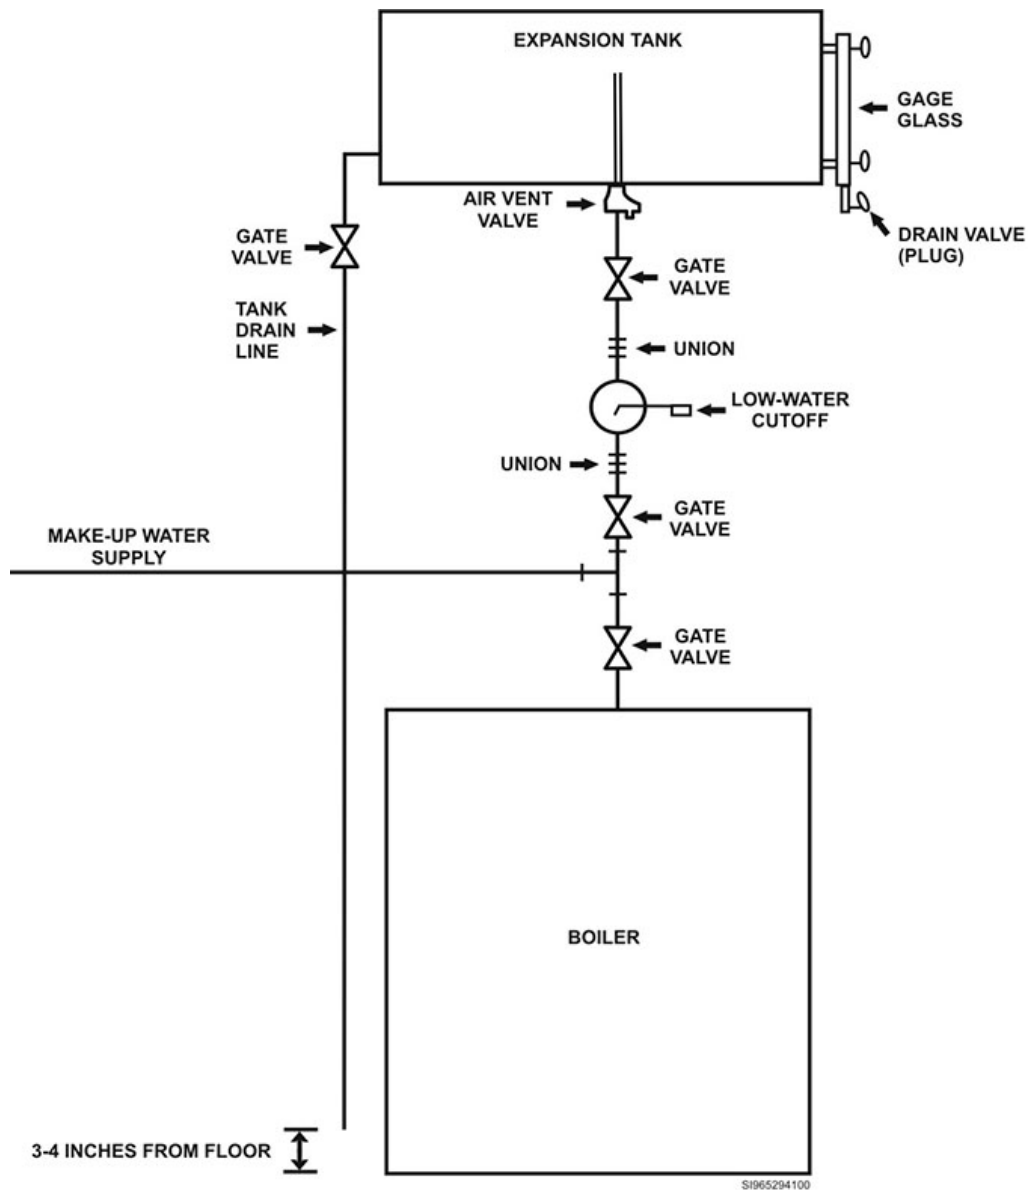 EXPANSION TANK
GAGE
GLASS
AIR VENT
VALVE
DRAIN VALVE
(PLUG)
GATE
VALVE
GATE
VALVE
TANK
DRAIN
LINE
UNION
LOW-WATER
CUTOFF
UNION
GATE
VALVE
MAKE-UP WATER
SUPPLY
GATE
VALVE
BOILER
3-4 INCHES FROM FLOOR
SI965294100